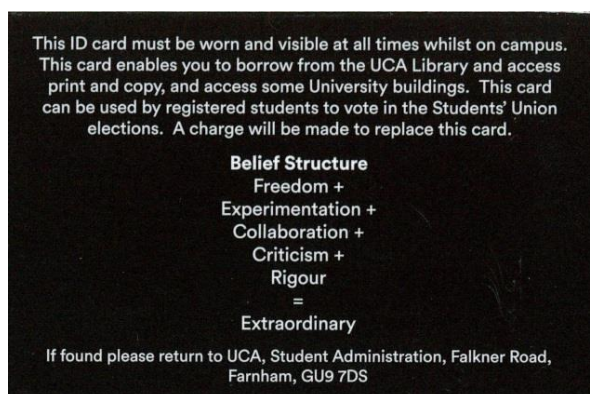 This ID card must be worn and visible at all times whilst on campus.
This card enables you to borrow from the UCA Library and access
print and copy, and access some University buildings.  This card
can be used by registered students to vote in the Students' Union
elections.  A charge will be made to replace this card.
Belief Structure
Freedom +
Experimentation +
Collaboration +
Criticism +
Rigour
=
Extraordinary
If found please return to UCA, Student Administration, Falkner Road,
Farnham, GU9 7DS